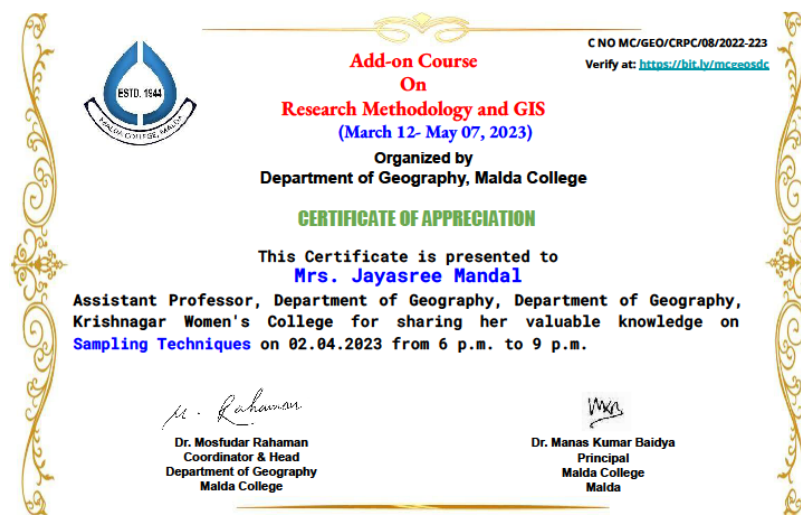 C NO MC/GEO/CRPC/08/2022-223
Verify at: https://bit.ly/mcgeosdc
ESTD. 1944
MALDA COLLEGE, MALDA
Add-on Course
On
Research Methodology and GIS
(March 12- May 07, 2023)
Organized by
Department of Geography, Malda College
CERTIFICATE OF APPRECIATION
This Certificate is presented to
Mrs. Jayasree Mandal
Assistant Professor, Department of Geography, Department of Geography,
Krishnagar Women's College for sharing her valuable knowledge on
Sampling Techniques on 02.04.2023 from 6 p.m. to 9 p.m.
M. Rahaman
Dr. Mosfudar Rahaman
Coordinator & Head
Department of Geography
Malda College
Dr. Manas Kumar Baidya
Principal
Malda College
Malda